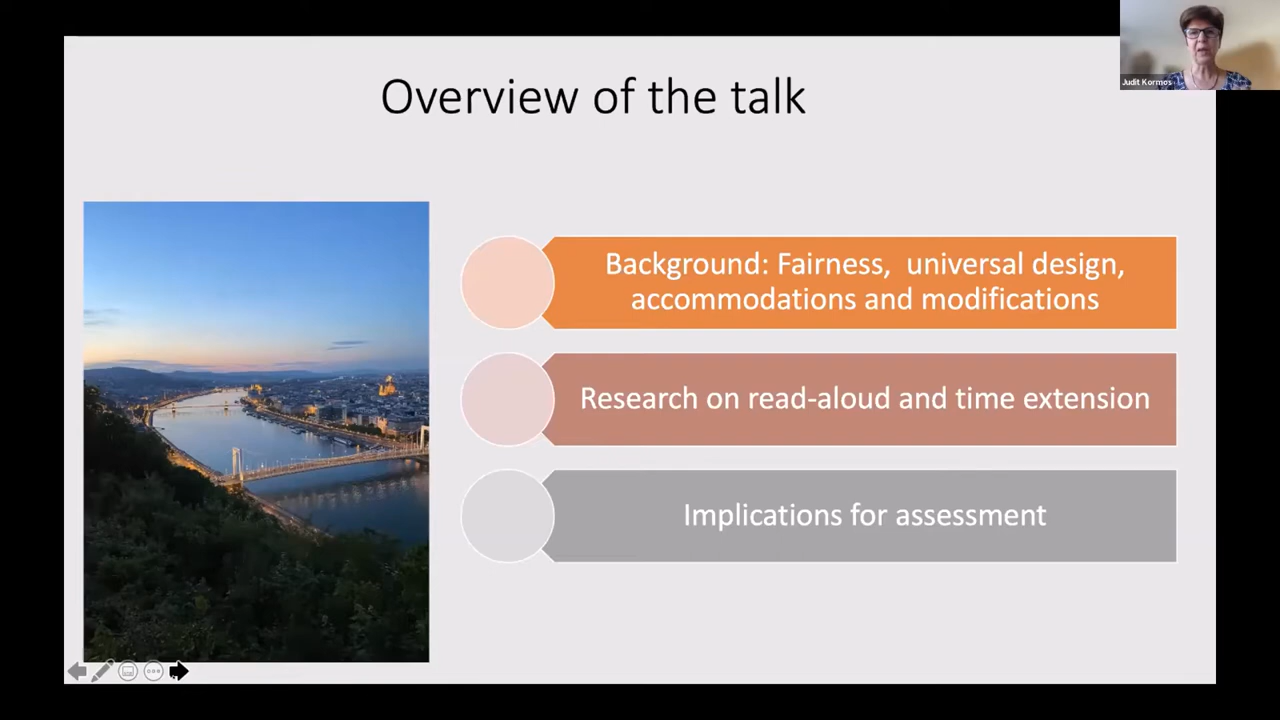 Overview of the talk
Judit Kormos
Background: Fairness, universal design,
accommodations and modifications
Research on read-aloud and time extension
Implications for assessment